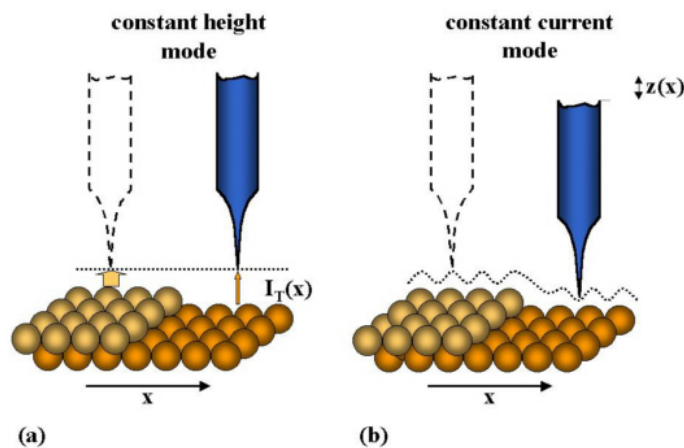 constant height
mode
I_T(x)
x
(a)
constant current
mode
z(x)
x
(b)